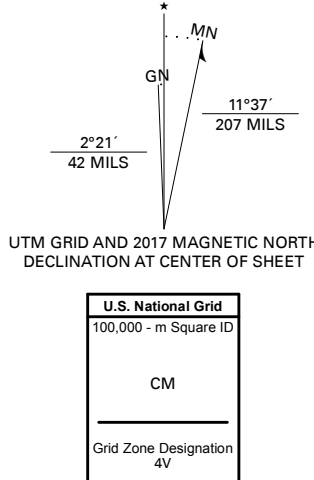 MN
GN
11°37´
207 MILS
2°21´
42 MILS
UTM GRID AND 2017 MAGNETIC NORTH
DECLINATION AT CENTER OF SHEET
U.S. National Grid
100,000 - m Square ID
CM
Grid Zone Designation
4V